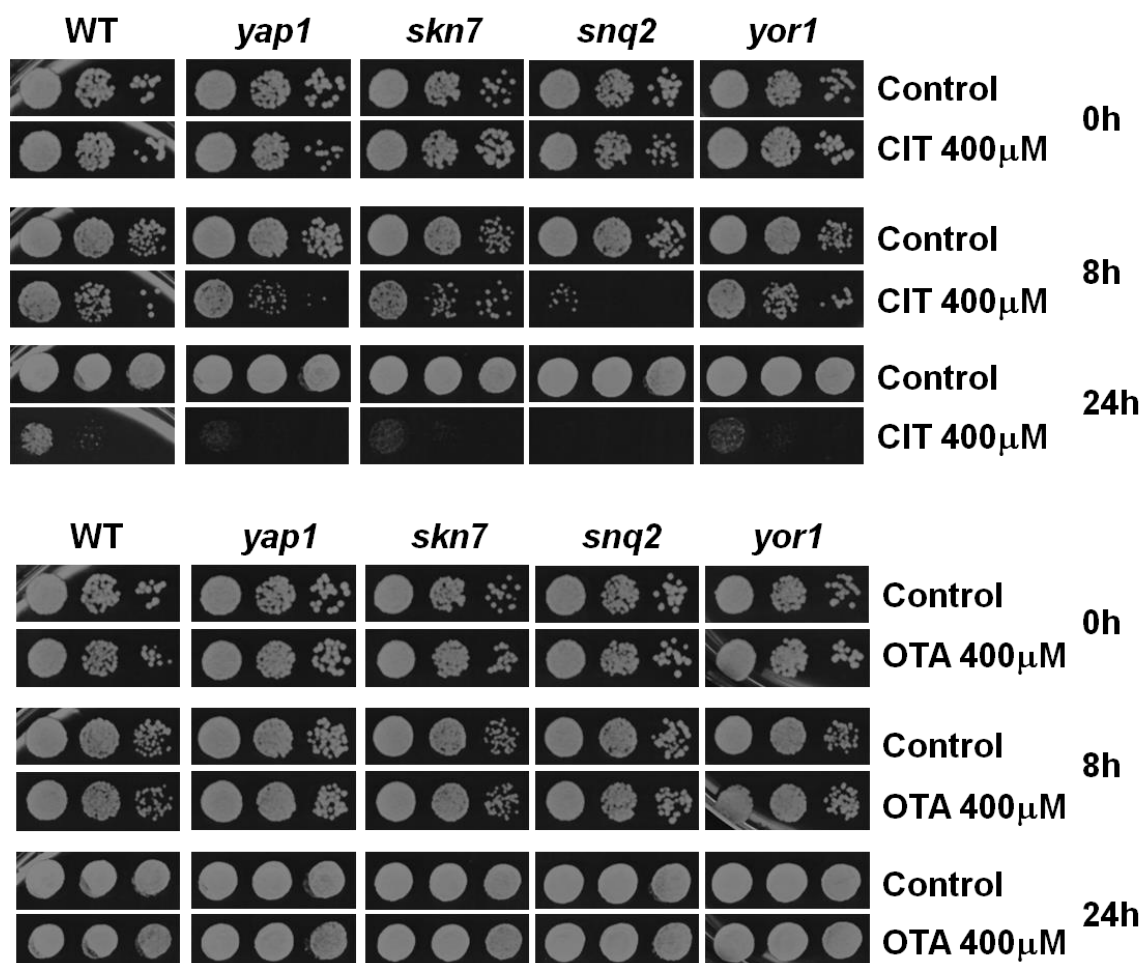 WT yap1 skn7 snq2 yor1
Control
0h
CIT 400μM
Control
8h
CIT 400μM
Control
24h
CIT 400μM
WT yap1 skn7 snq2 yor1
Control
0h
OTA 400μM
Control
8h
OTA 400μM
Control
24h
OTA 400μM